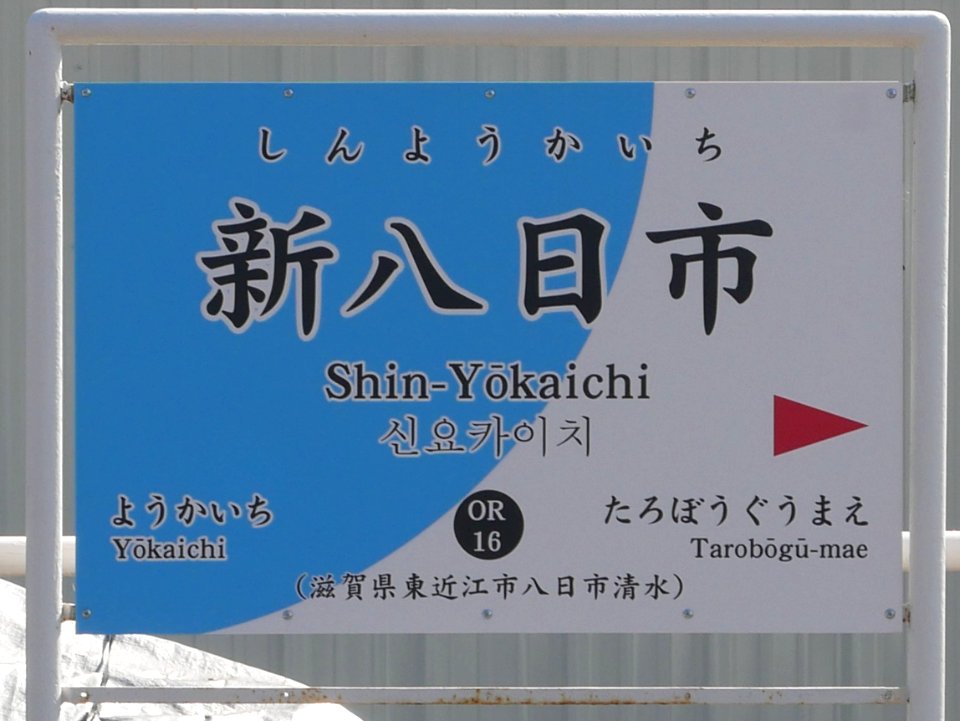 しんようかいち
新八日市
Shin-Yōkaichi
신요카이치
ようかいち
Yōkaichi
OR
16
たろぼうぐうまえ
Tarobōgū-mae
(滋賀県東近江市八日市清水)